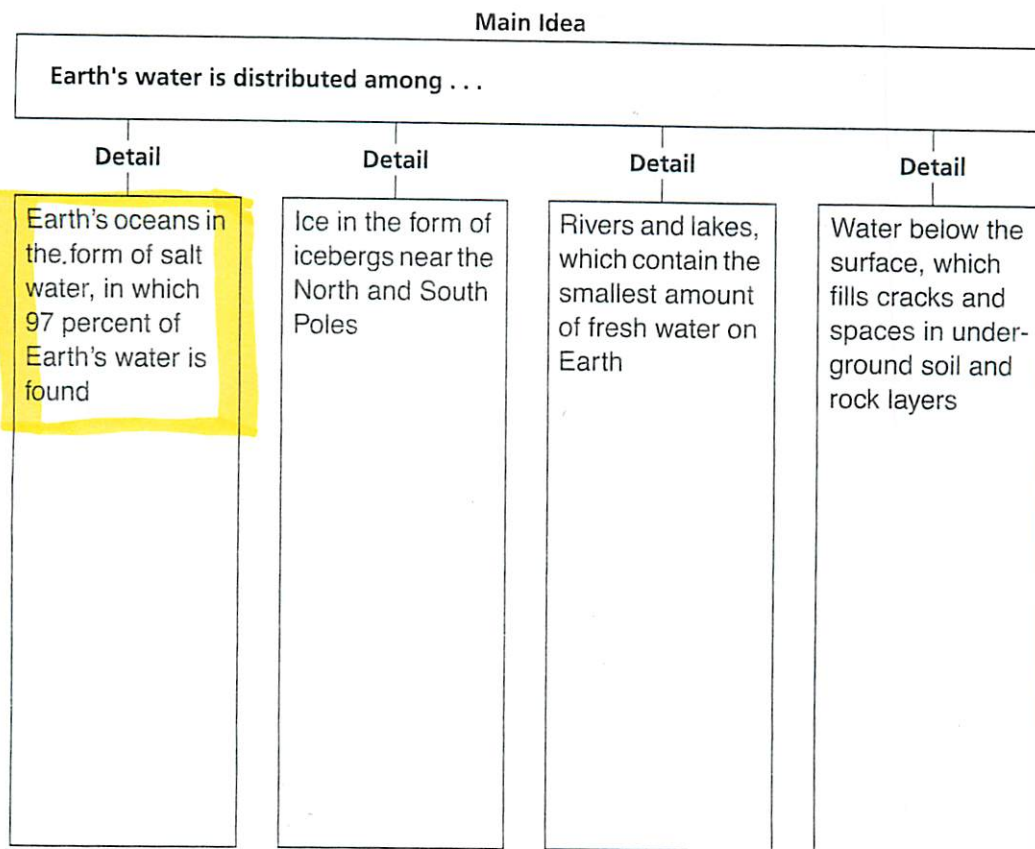 Main Idea
Earth's water is distributed among . . .
Detail
Detail
Detail
Detail
Earth's oceans in
the.form of salt
water, in which
97 percent of
Earth's water is
found
Ice in the form of
icebergs near the
North and South
Poles
Rivers and lakes,
which contain the
smallest amount
of fresh water on
Earth
Water below the
surface, which
fills cracks and
spaces in under-
ground soil and
rock layers